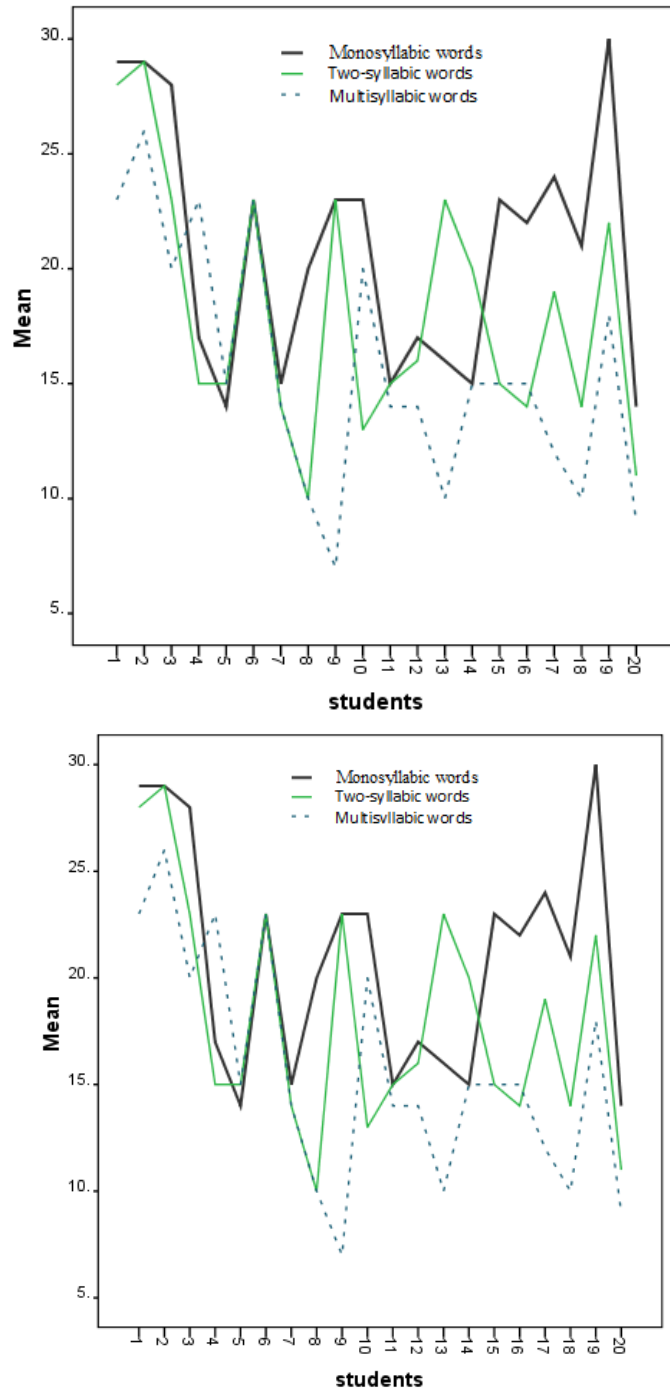 30.
Monosyllabic words
Two-syllabic words
Multisyllabic words
25.
20.
Mean
15.
10.
5.
1 2 3 4 5 6 7 8 9 10 11 12 13 14 15 16 17 18 19 20
students
30.
Monosyllabic words
Two-syllabic words
Multisvllabic words
25.
20.
Mean
15.
10.
5.
1 2 3 4 5 6 7 8 9 10 11 12 13 14 15 16 17 18 19 20
students